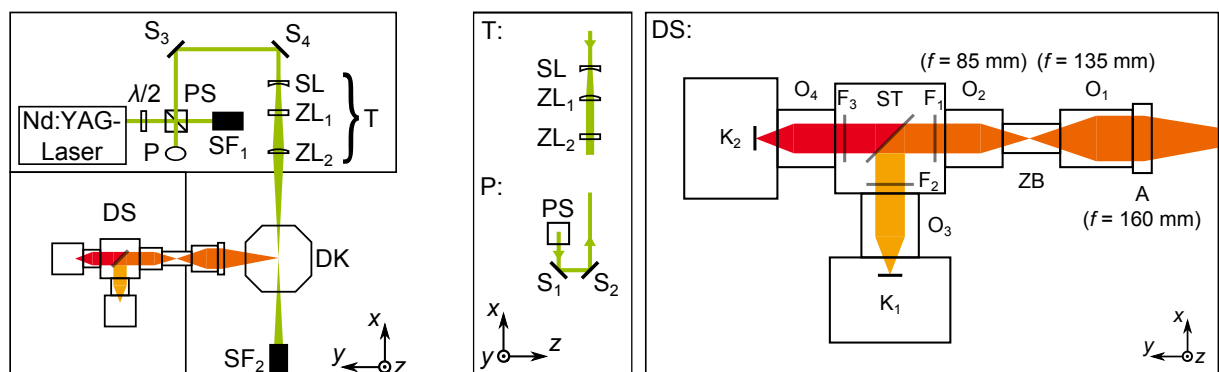 S₃
S₄
λ/2
PS
SL
ZL₁
T
Nd:YAG-
Laser
P
SF₁
ZL₂
DS
DK
SF₂
x
y
z
T:
SL
ZL₁
ZL₂
P:
PS
S₁
S₂
x
y
z
DS:
(f = 85 mm)
(f = 135 mm)
O₄
F₃
ST
F₁
O₂
O₁
K₂
F₂
ZB
A
O₃
(f = 160 mm)
K₁
x
y
z